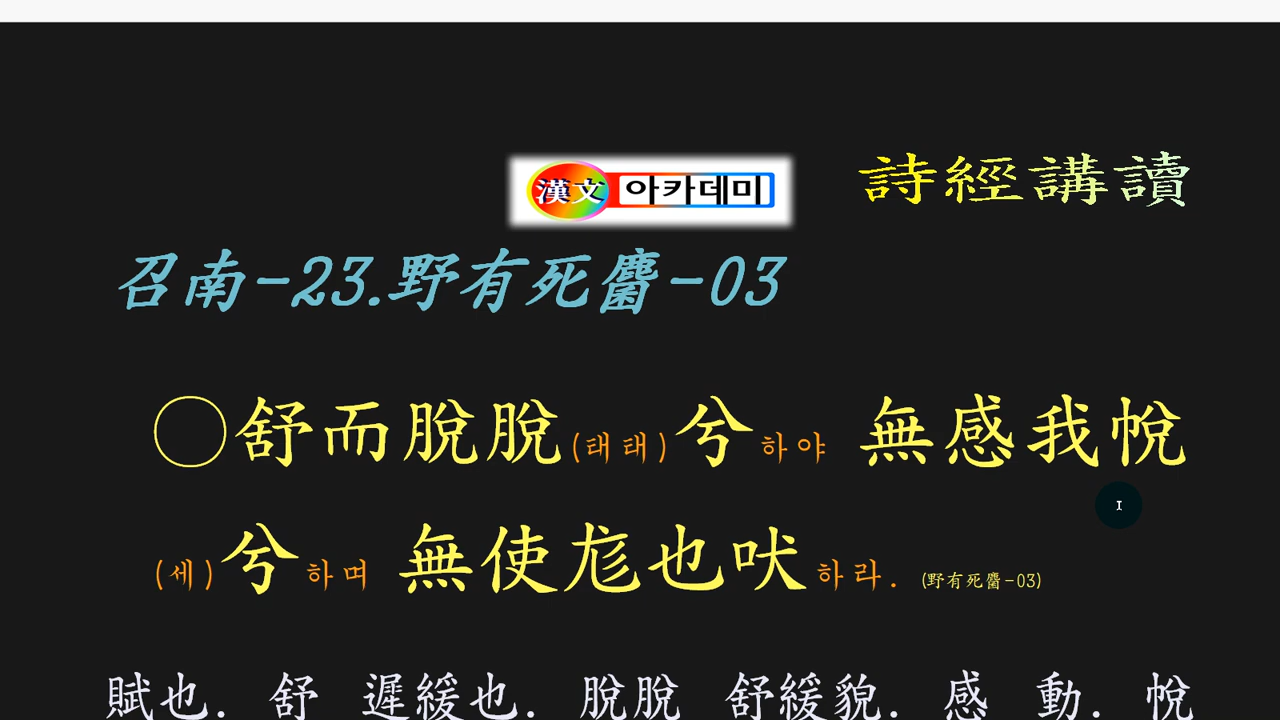 漢文 아카데미
詩經講讀
召南-23.野有死麕-03
◯舒而脫脫(태태)兮하야 無感我帨
(세)兮하며 無使尨也吠하라. (野有死麕-03)
賦也. 舒 遲緩也. 脫脫 舒緩貌. 感 動. 帨